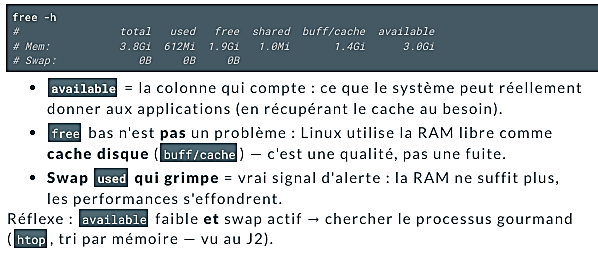 free -h
#              total   used   free  shared  buff/cache  available
# Mem:         3.8Gi  612Mi  1.9Gi   1.0Mi       1.4Gi      3.0Gi
# Swap:           0B     0B     0B
• available = la colonne qui compte : ce que le système peut réellement
donner aux applications (en récupérant le cache au besoin).
• free bas n'est pas un problème : Linux utilise la RAM libre comme
cache disque (buff/cache) — c'est une qualité, pas une fuite.
• Swap used qui grimpe = vrai signal d'alerte : la RAM ne suffit plus,
les performances s'effondrent.
Réflexe : available faible et swap actif → chercher le processus gourmand
(htop, tri par mémoire — vu au J2).